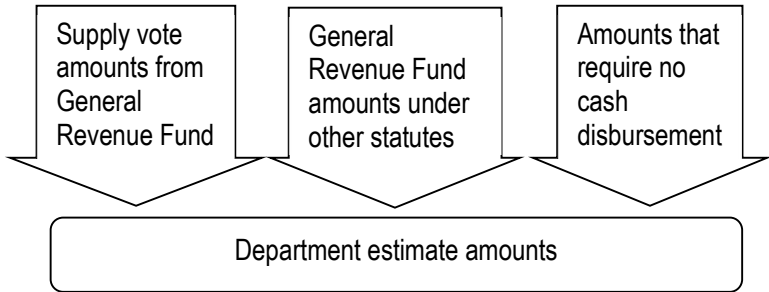 Supply vote
amounts from
General
Revenue Fund
General
Revenue Fund
amounts under
other statutes
Amounts that
require no
cash
disbursement
Department estimate amounts